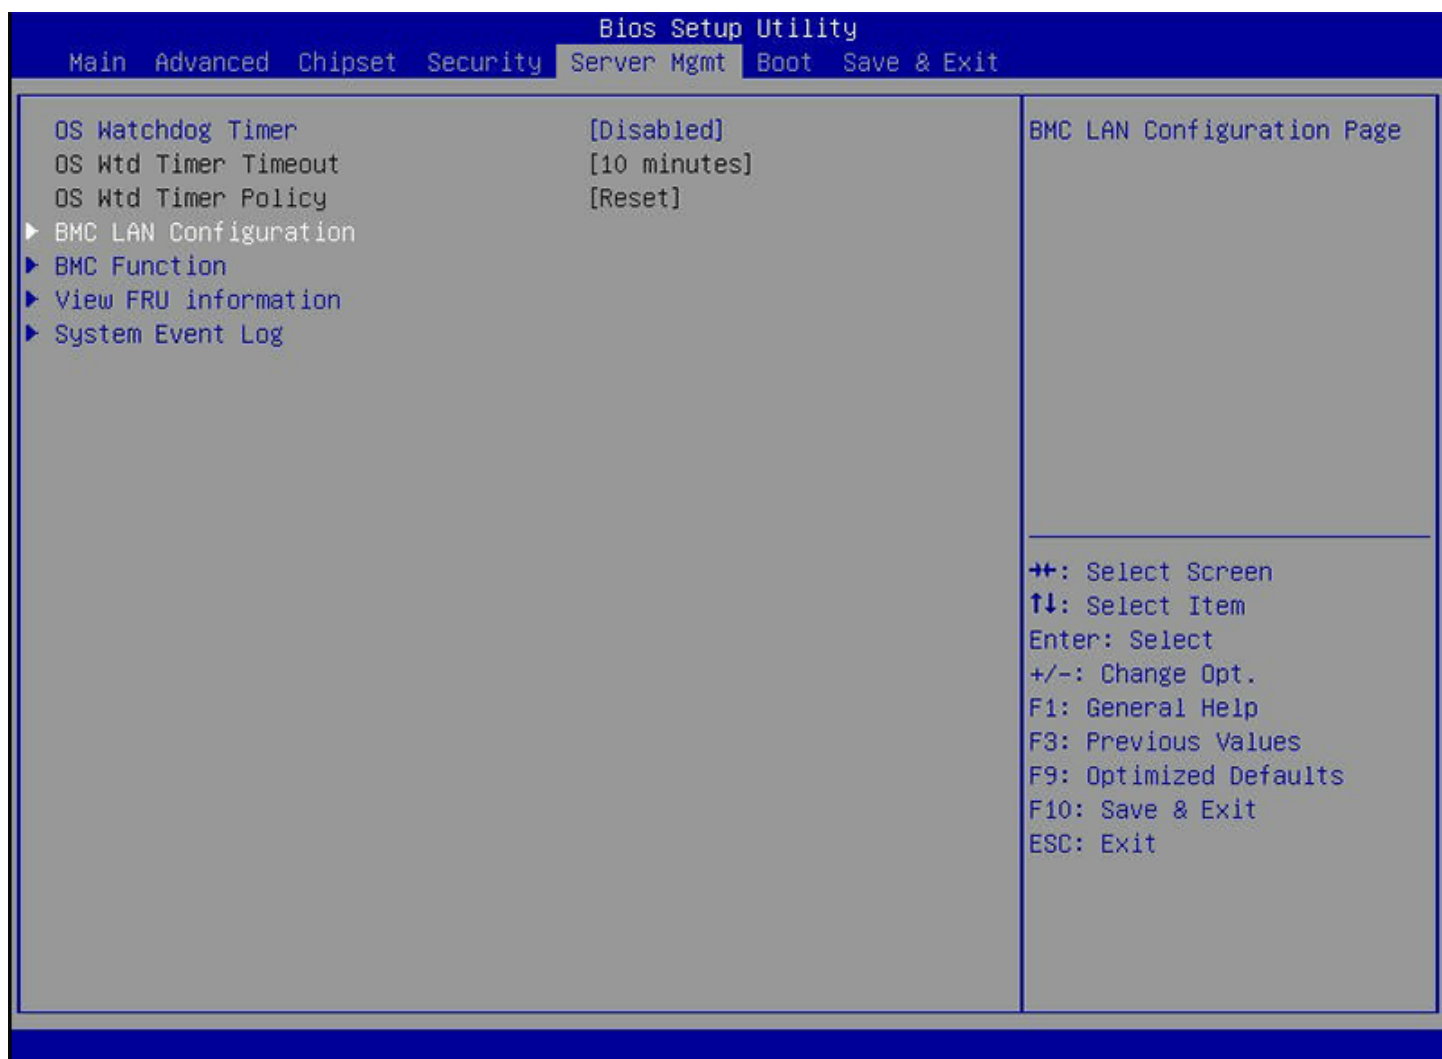 Bios Setup Utility
Main Advanced Chipset Security Server Mgmt Boot Save & Exit
OS Watchdog Timer [Disabled]
OS Wtd Timer Timeout [10 minutes]
OS Wtd Timer Policy [Reset]
▶ BMC LAN Configuration
▶ BMC Function
▶ View FRU information
▶ System Event Log
BMC LAN Configuration Page
→←: Select Screen
↑↓: Select Item
Enter: Select
+/-: Change Opt.
F1: General Help
F3: Previous Values
F9: Optimized Defaults
F10: Save & Exit
ESC: Exit